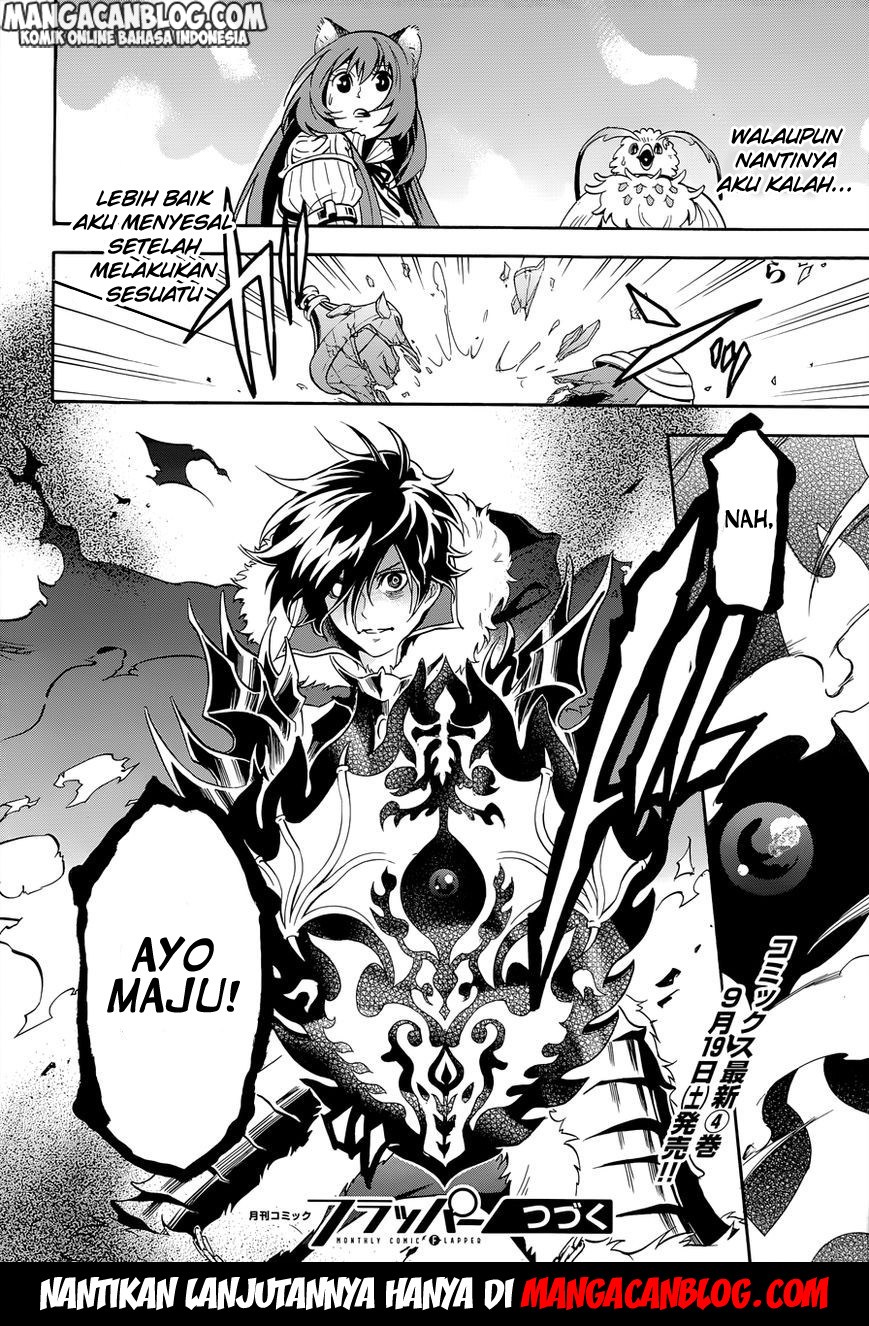 MANGACANBLOG.COM
KOMIK ONLINE BAHASA INDONESIA
WALAUPUN
NANTINYA
AKU KALAH...
LEBIH BAIK
AKU MENYESAL
SETELAH
MELAKUKAN
SESUATU
ら
NAH,
AYO
MAJU!
コミックス最新④巻
9月19日(土)発売!!
月刊コミック
フラッパー
つづく
MONTHLY COMIC FLAPPER
NANTIKAN LANJUTANNYA HANYA DI MANGACANBLOG.COM